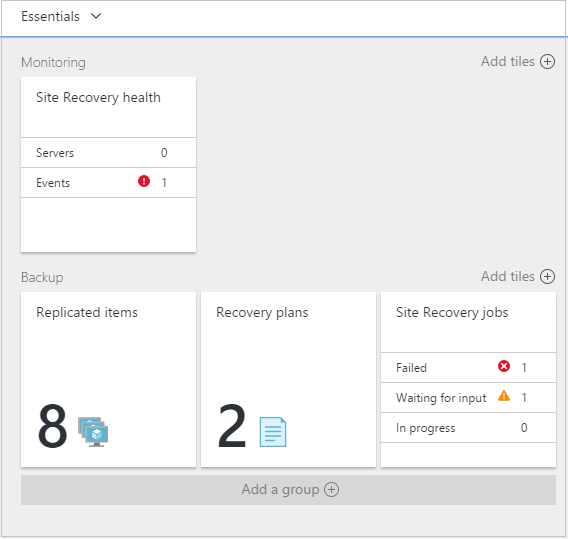 Essentials
Monitoring
Add tiles
Site Recovery health
Servers 0
Events 1
Backup
Add tiles
Replicated items
8
Recovery plans
2
Site Recovery jobs
Failed 1
Waiting for input 1
In progress 0
Add a group